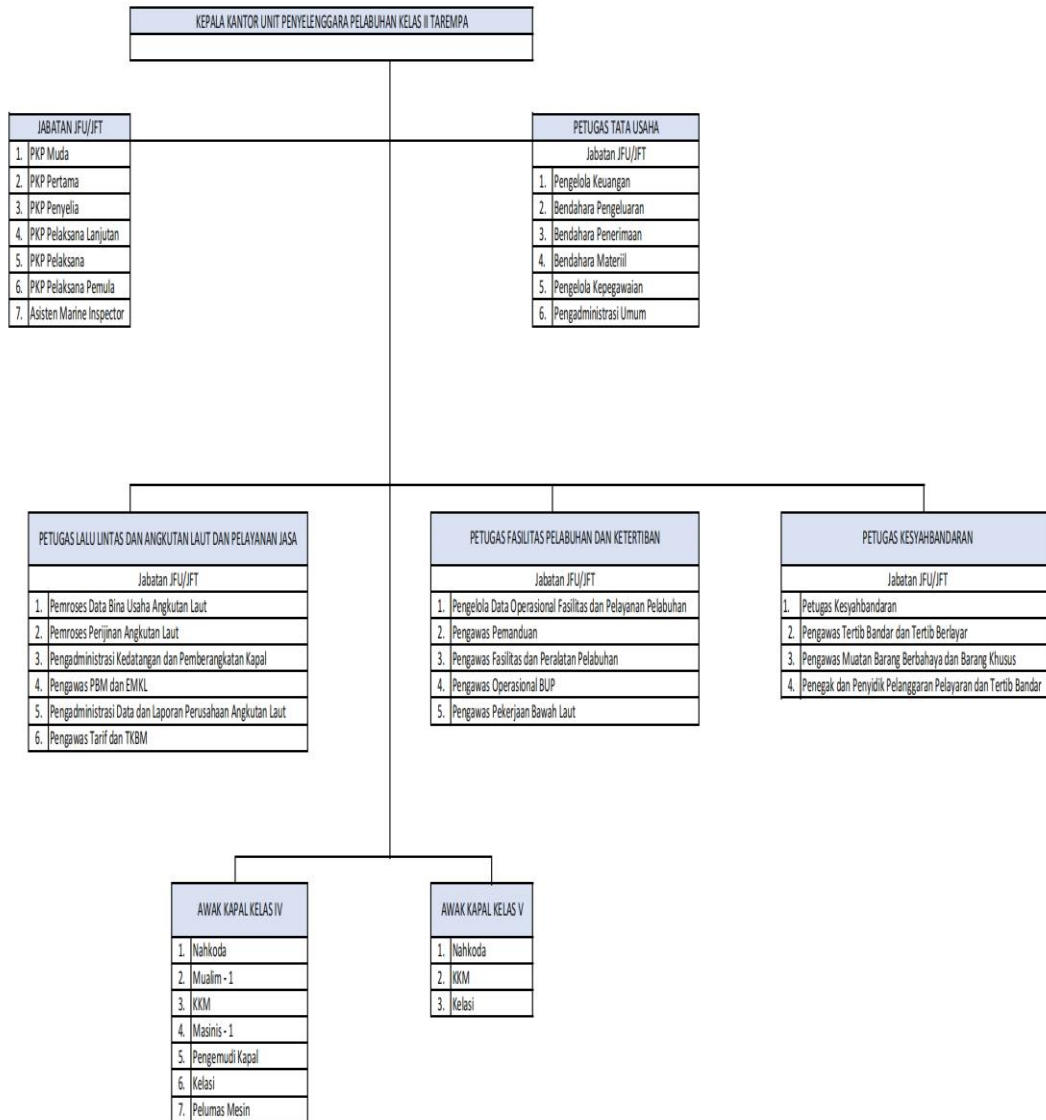 KEPALA KANTOR UNIT PENYELENGGARA PELABUHAN KELAS II TAREMPA
JABATAN JFU/JFT
1. PKP Muda
2. PKP Pertama
3. PKP Penyelia
4. PKP Pelaksana Lanjutan
5. PKP Pelaksana
6. PKP Pelaksana Pemula
7. Asisten Marine Inspector
PETUGAS TATA USAHA
Jabatan JFU/JFT
1. Pengelola Keuangan
2. Bendahara Pengeluaran
3. Bendahara Penerimaan
4. Bendahara Materiil
5. Pengelola Kepegawaian
6. Pengadministrasi Umum
PETUGAS LALU LINTAS DAN ANGKUTAN LAUT DAN PELAYANAN JASA
Jabatan JFU/JFT
1. Pemroses Data Bina Usaha Angkutan Laut
2. Pemroses Perijinan Angkutan Laut
3. Pengadministrasi Kedatangan dan Pemberangkatan Kapal
4. Pengawas PBM dan EMKL
5. Pengadministrasi Data dan Laporan Perusahaan Angkutan Laut
6. Pengawas Tarif dan TKBM
PETUGAS FASILITAS PELABUHAN DAN KETERTIBAN
Jabatan JFU/JFT
1. Pengelola Data Operasional Fasilitas dan Pelayanan Pelabuhan
2. Pengawas Pemanduan
3. Pengawas Fasilitas dan Peralatan Pelabuhan
4. Pengawas Operasional BUP
5. Pengawas Pekerjaan Bawah Laut
PETUGAS KESYAHBANDARAN
Jabatan JFU/JFT
1. Petugas Kesyahbandaran
2. Pengawas Tertib Bandar dan Tertib Berlayar
3. Pengawas Muatan Barang Berbahaya dan Barang Khusus
4. Penegak dan Penyidik Pelanggaran Pelayaran dan Tertib Bandar
AWAK KAPAL KELAS IV
1. Nahkoda
2. Mualim - 1
3. KKM
4. Masinis - 1
5. Pengemudi Kapal
6. Kelasi
7. Pelumas Mesin
AWAK KAPAL KELAS V
1. Nahkoda
2. KKM
3. Kelasi